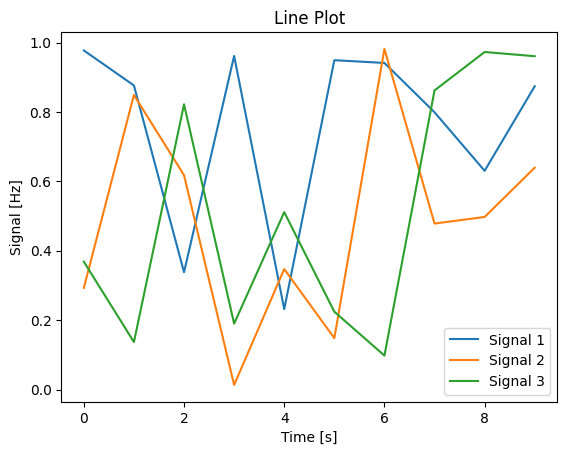 Line Plot
Signal [Hz]
1.0
0.8
0.6
0.4
0.2
0.0
0 2 4 6 8
Time [s]
Signal 1
Signal 2
Signal 3